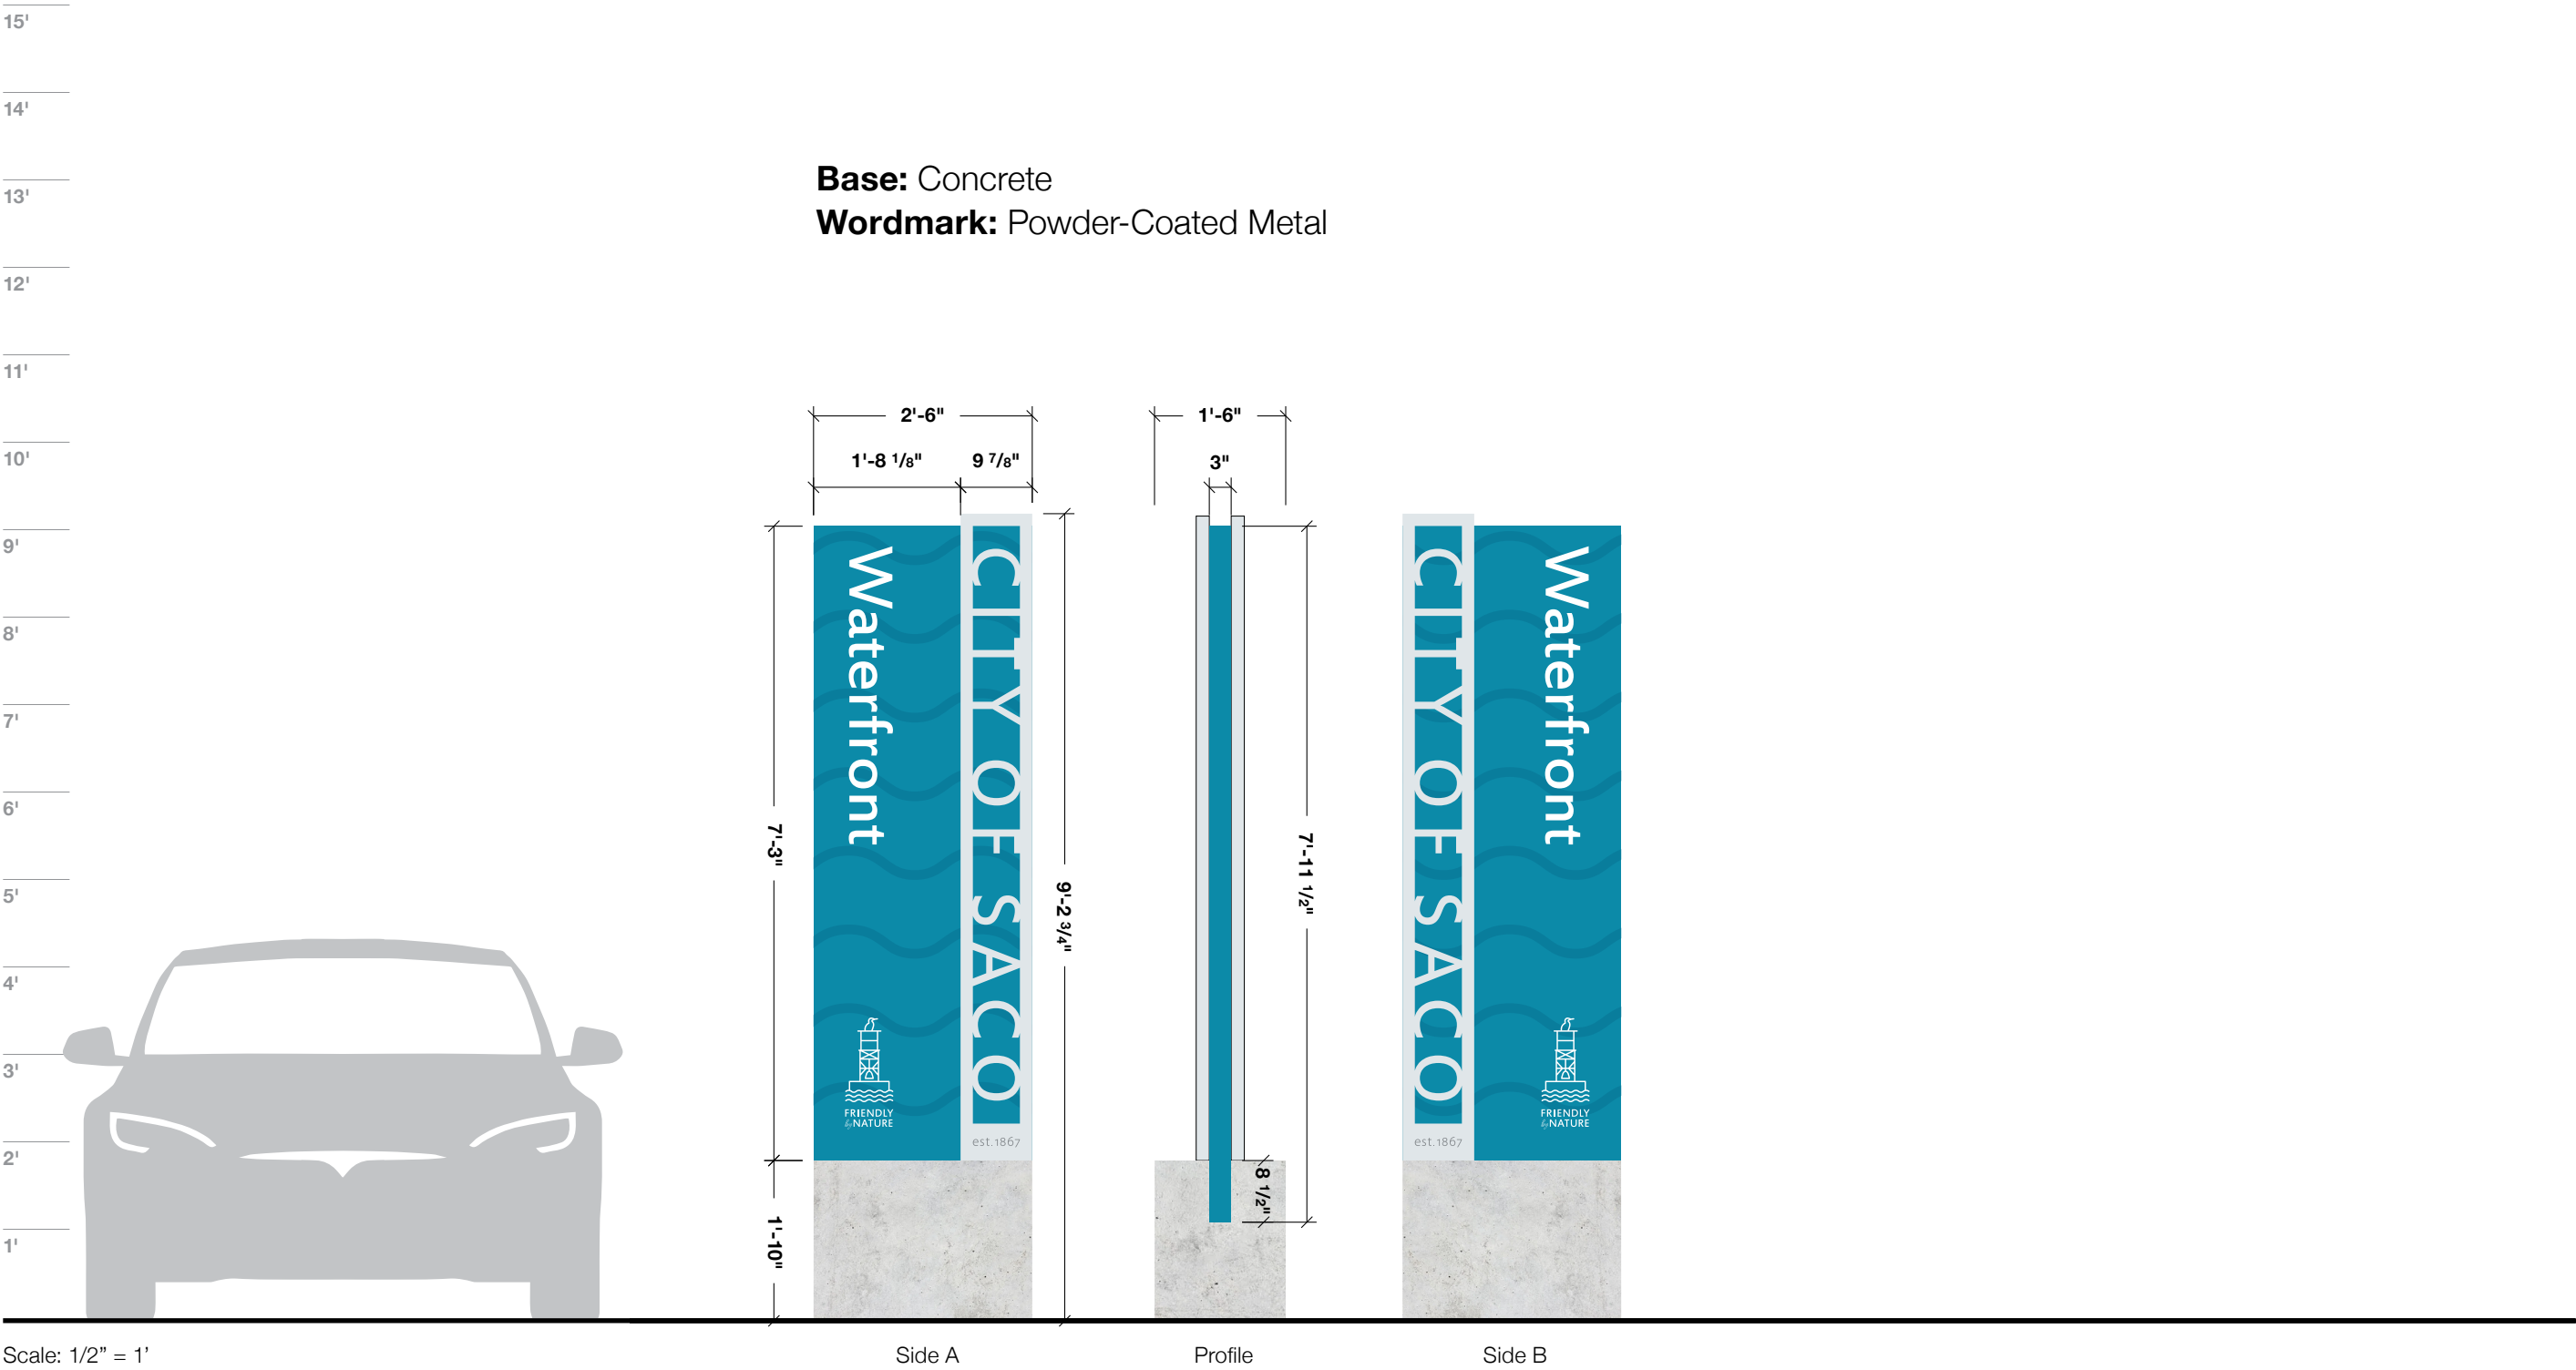 15'
14'
13'
12'
11'
10'
9'
8'
7'
6'
5'
4'
3'
2'
1'
Base: Concrete
Wordmark: Powder-Coated Metal
2'-6"
1'-8 1/8"
9 7/8"
1'-6"
3"
7'-3"
1'-10"
Waterfront
FRIENDLY
by NATURE
CITY OF SACO
est.1867
9'-2 3/4"
7'-11 1/2"
8 1/2"
CITY OF SACO
est.1867
Waterfront
FRIENDLY
by NATURE
Scale: 1/2” = 1’
Side A
Profile
Side B